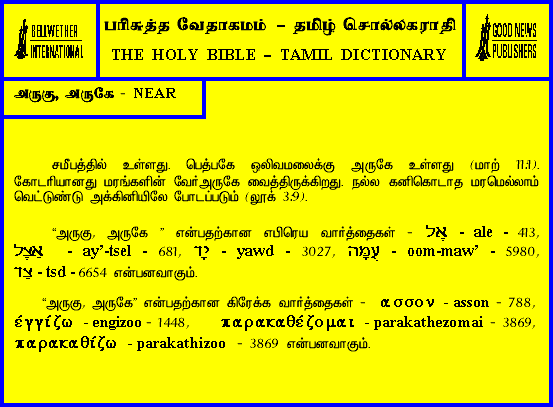 BELLWETHER
INTERNATIONAL
பரிசுத்த வேதாகமம் – தமிழ் சொல்லகராதி
THE HOLY BIBLE – TAMIL DICTIONARY
GOOD NEWS
PUBLISHERS
அருகு, அருகே - NEAR
சமீபத்தில் உள்ளது. பெத்பகே ஒலிவமலைக்கு அருகே உள்ளது (மாற் 11:1).
கோடரியானது மரங்களின் வேர்அருகே வைத்திருக்கிறது. நல்ல கனிகொடாத மரமெல்லாம்
வெட்டுண்டு அக்கினியிலே போடப்படும் (லூக் 3:9).
“அருகு, அருகே ” என்பதற்கான எபிரெய வார்த்தைகள் - אֶל - ale - 413,
אֵצֶל - ay’-tsel - 681, יָד - yawd - 3027, עֻמָּה - oom-maw’ - 5980,
צַד - tsd - 6654 என்பனவாகும்.
“அருகு, அருகே” என்பதற்கான கிரேக்க வார்த்தைகள் - ασσον - asson - 788,
έγγίζω - engizoo - 1448, παρακαθέζομαι - parakathezomai - 3869,
παρακαθίζω - parakathizoo - 3869 என்பனவாகும்.